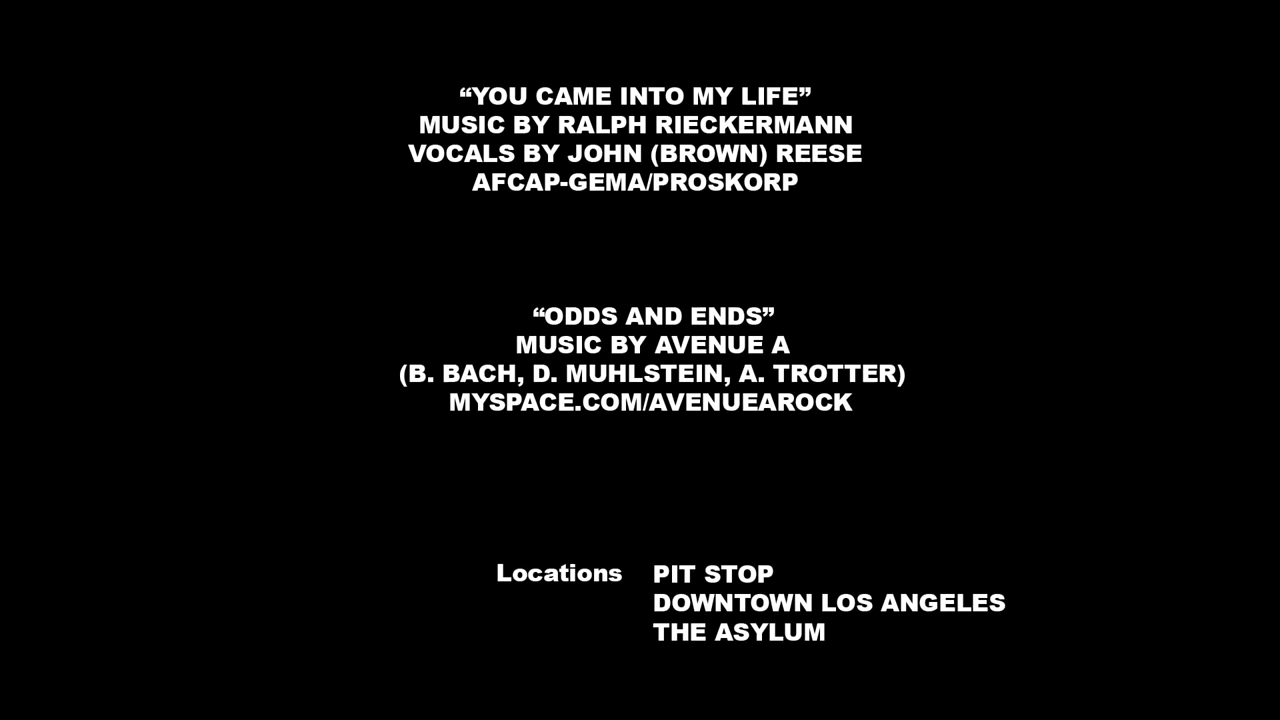 “YOU CAME INTO MY LIFE”
MUSIC BY RALPH RIECKERMANN
VOCALS BY JOHN (BROWN) REESE
AFCAP-GEMA/PROSKORP
“ODDS AND ENDS”
MUSIC BY AVENUE A
(B. BACH, D. MUHLSTEIN, A. TROTTER)
MYSPACE.COM/AVENUEAROCK
Locations PIT STOP
DOWNTOWN LOS ANGELES
THE ASYLUM